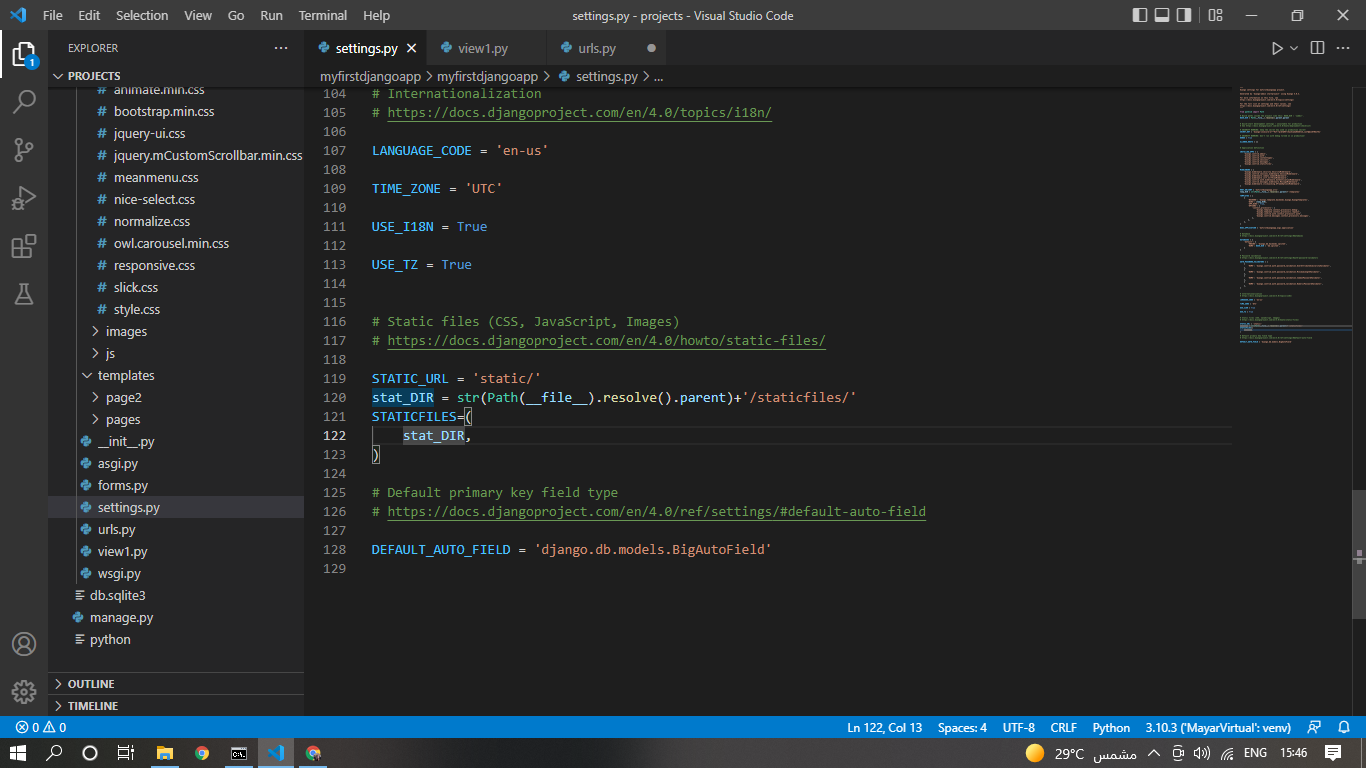 File Edit Selection View Go Run Terminal Help settings.py - projects - Visual Studio Code
EXPLORER
settings.py
view1.py
urls.py
PROJECTS
myfirstdjangoapp > myfirstdjangoapp > settings.py > ...
animate.min.css
bootstrap.min.css
jquery-ui.css
jquery.mCustomScrollbar.min.css
meanmenu.css
nice-select.css
normalize.css
owl.carousel.min.css
responsive.css
slick.css
style.css
images
js
templates
page2
pages
__init__.py
asgi.py
forms.py
settings.py
urls.py
view1.py
wsgi.py
db.sqlite3
manage.py
python
OUTLINE
TIMELINE
104 # Internationalization
105 # https://docs.djangoproject.com/en/4.0/topics/i18n/
106
107 LANGUAGE_CODE = 'en-us'
108
109 TIME_ZONE = 'UTC'
110
111 USE_I18N = True
112
113 USE_TZ = True
114
115
116 # Static files (CSS, JavaScript, Images)
117 # https://docs.djangoproject.com/en/4.0/howto/static-files/
118
119 STATIC_URL = 'static/'
120 stat_DIR = str(Path(__file__).resolve().parent)+'/staticfiles/'
121 STATICFILES=(
122 stat_DIR,
123 )
124
125 # Default primary key field type
126 # https://docs.djangoproject.com/en/4.0/ref/settings/#default-auto-field
127
128 DEFAULT_AUTO_FIELD = 'django.db.models.BigAutoField'
129
1
0 0 Ln 122, Col 13 Spaces: 4 UTF-8 CRLF Python 3.10.3 ('MayarVirtual': venv)
29°C مشمس ENG 15:46